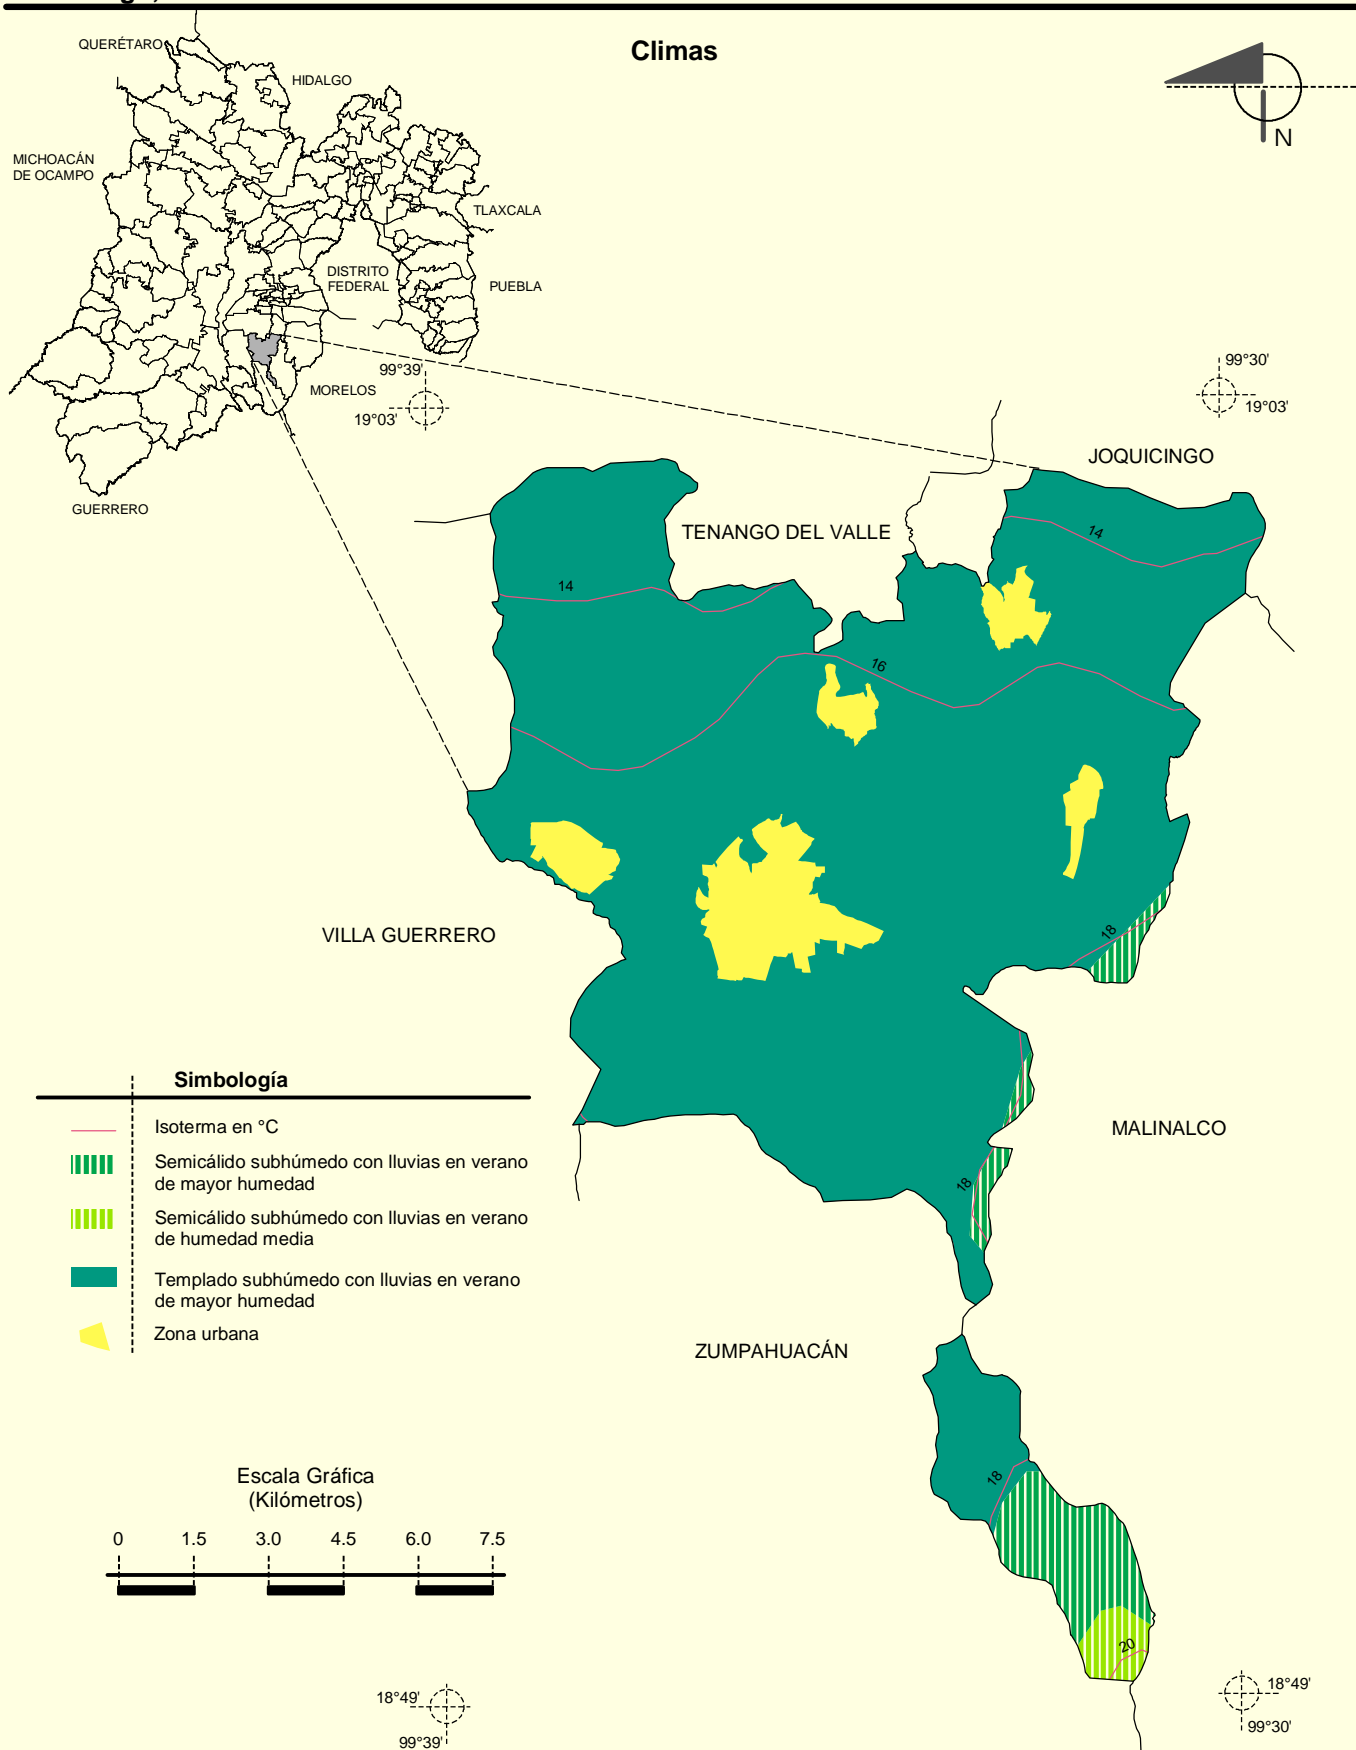 Climas
QUERÉTARO
HIDALGO
MICHOACÁN
DE OCAMPO
TLAXCALA
DISTRITO
FEDERAL
PUEBLA
MORELOS
GUERRERO
N
99°39'
19°03'
99°30'
19°03'
JOQUICINGO
TENANGO DEL VALLE
14
14
16
VILLA GUERRERO
18
MALINALCO
18
ZUMPAHUACÁN
18
20
Simbología
Isoterma en °C
Semicálido subhúmedo con lluvias en verano
de mayor humedad
Semicálido subhúmedo con lluvias en verano
de humedad media
Templado subhúmedo con lluvias en verano
de mayor humedad
Zona urbana
Escala Gráfica
(Kilómetros)
0 1.5 3.0 4.5 6.0 7.5
18°49'
99°39'
18°49'
99°30'